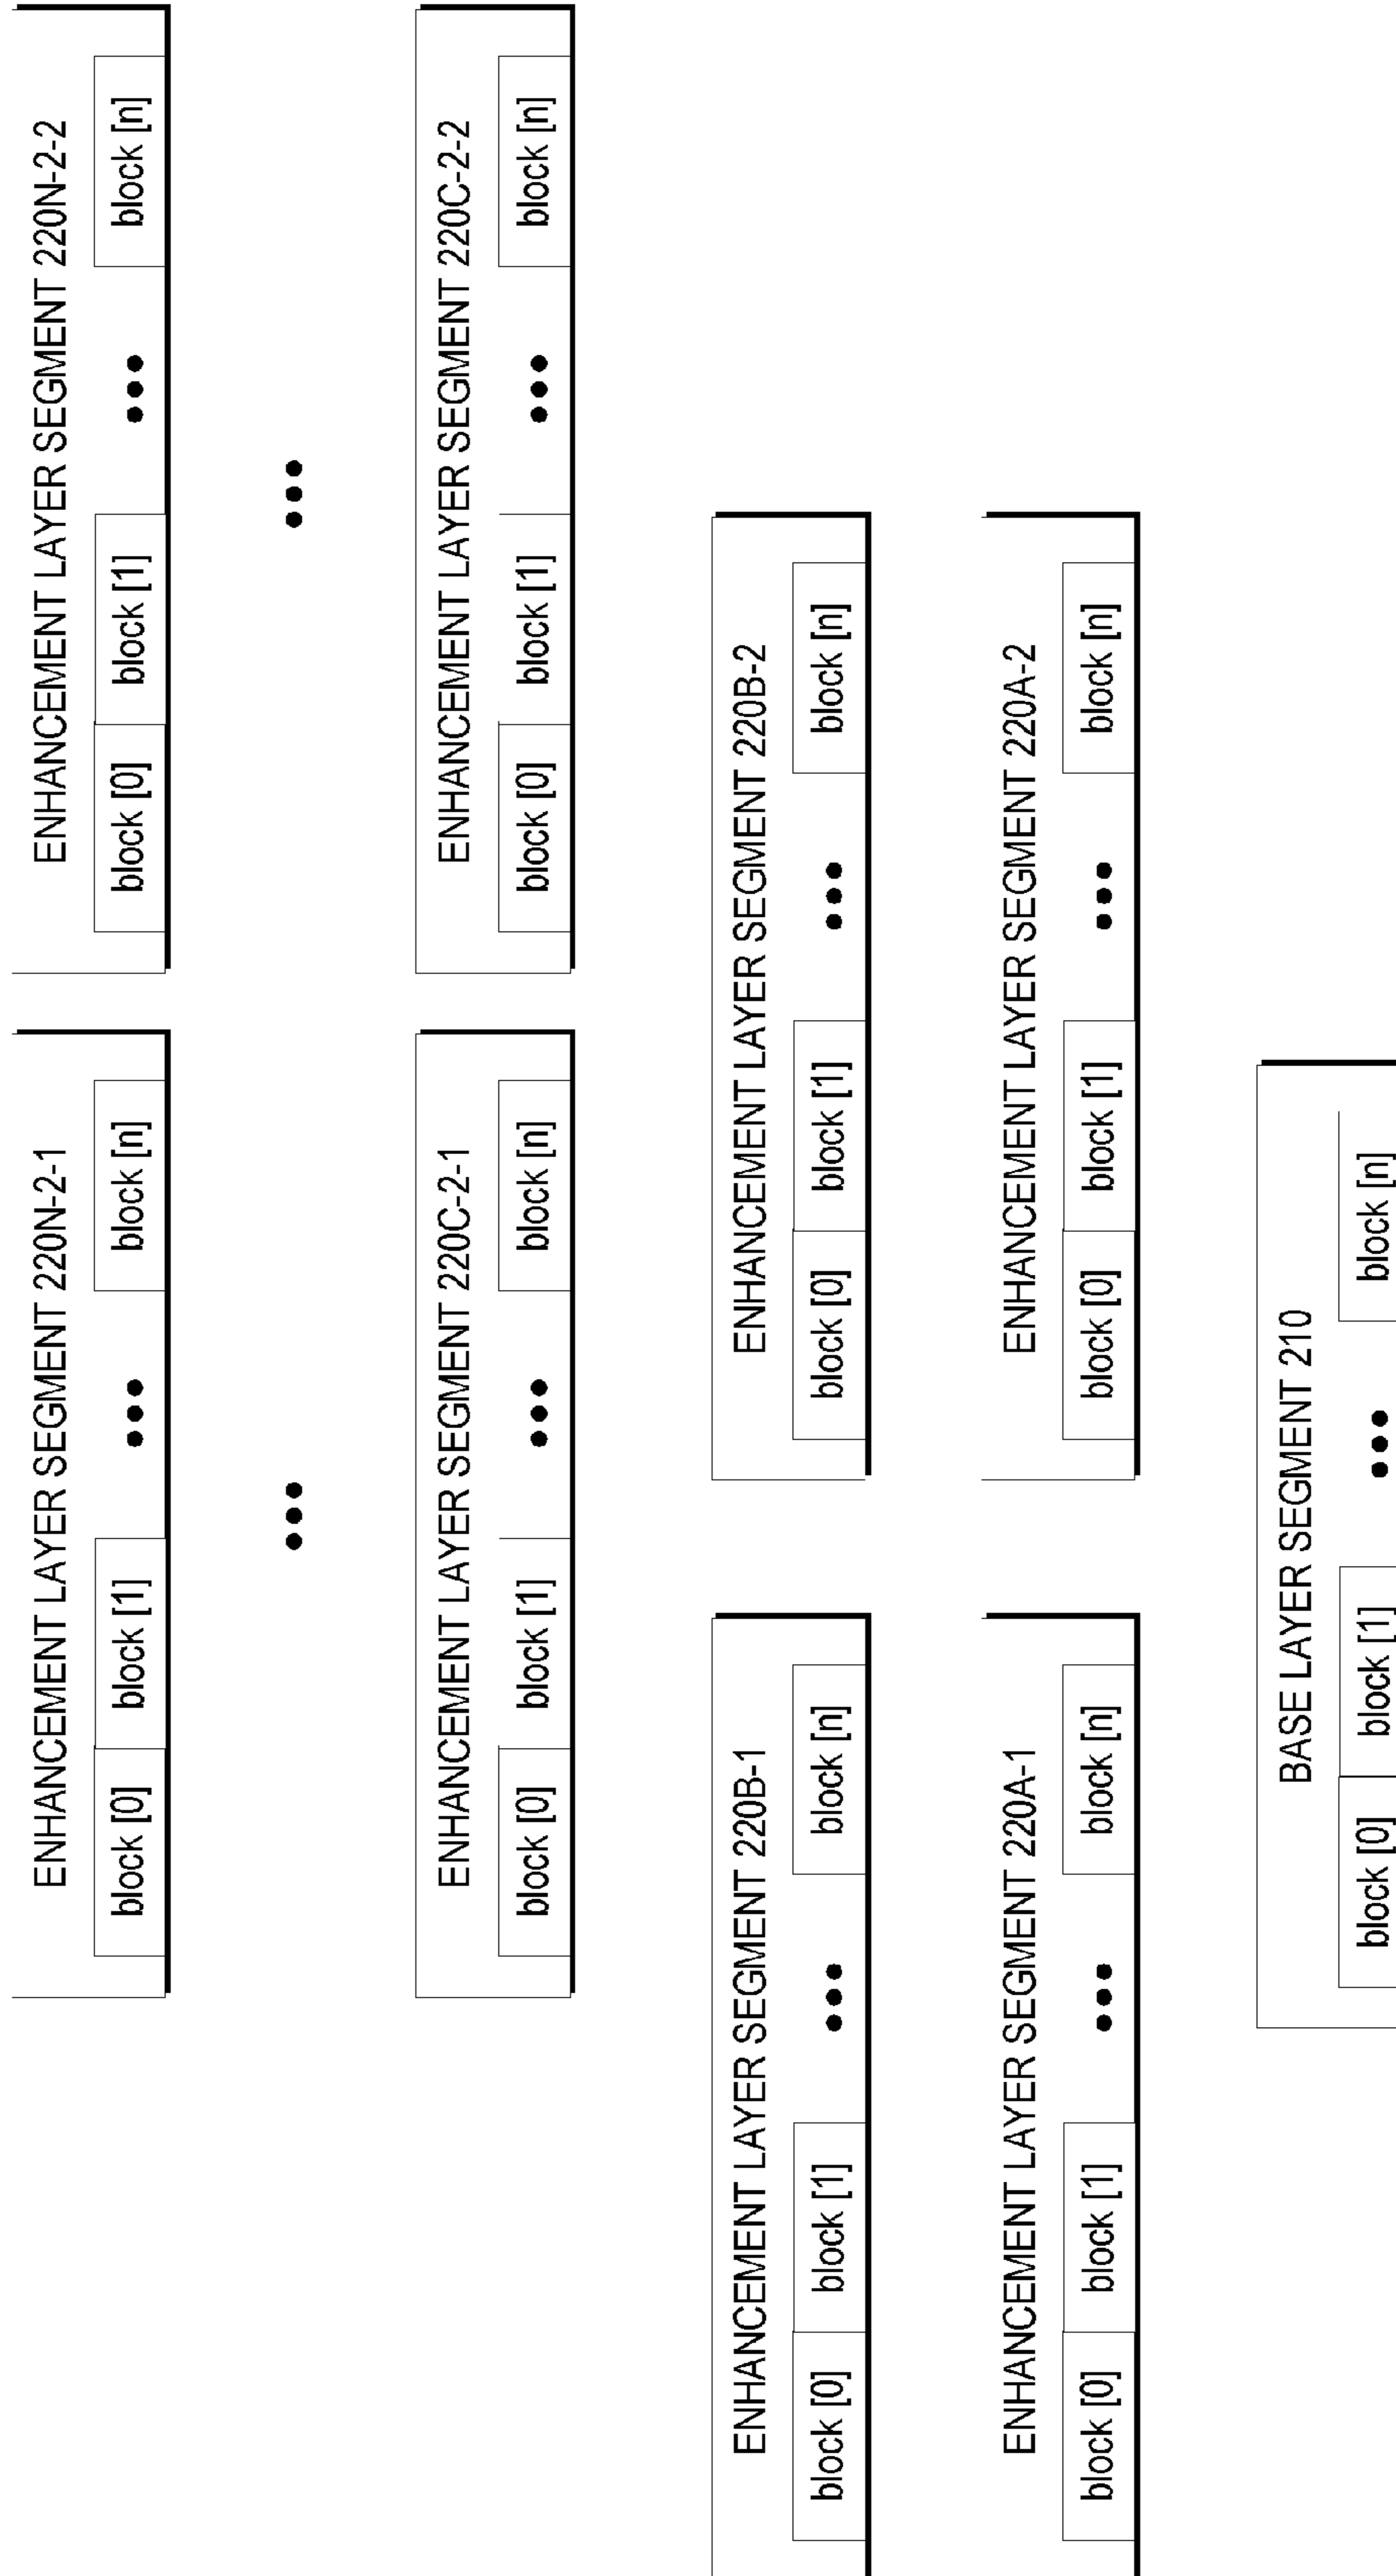 ENHANCEMENT LAYER SEGMENT 220N-2-1
block [0] block [1] ••• block [n]
ENHANCEMENT LAYER SEGMENT 220N-2-2
block [0] block [1] ••• block [n]
•••
•••
ENHANCEMENT LAYER SEGMENT 220C-2-1
block [0] block [1] ••• block [n]
ENHANCEMENT LAYER SEGMENT 220C-2-2
block [0] block [1] ••• block [n]
ENHANCEMENT LAYER SEGMENT 220B-1
block [0] block [1] ••• block [n]
ENHANCEMENT LAYER SEGMENT 220B-2
block [0] block [1] ••• block [n]
ENHANCEMENT LAYER SEGMENT 220A-1
block [0] block [1] ••• block [n]
ENHANCEMENT LAYER SEGMENT 220A-2
block [0] block [1] ••• block [n]
BASE LAYER SEGMENT 210
block [0] block [1] ••• block [n]